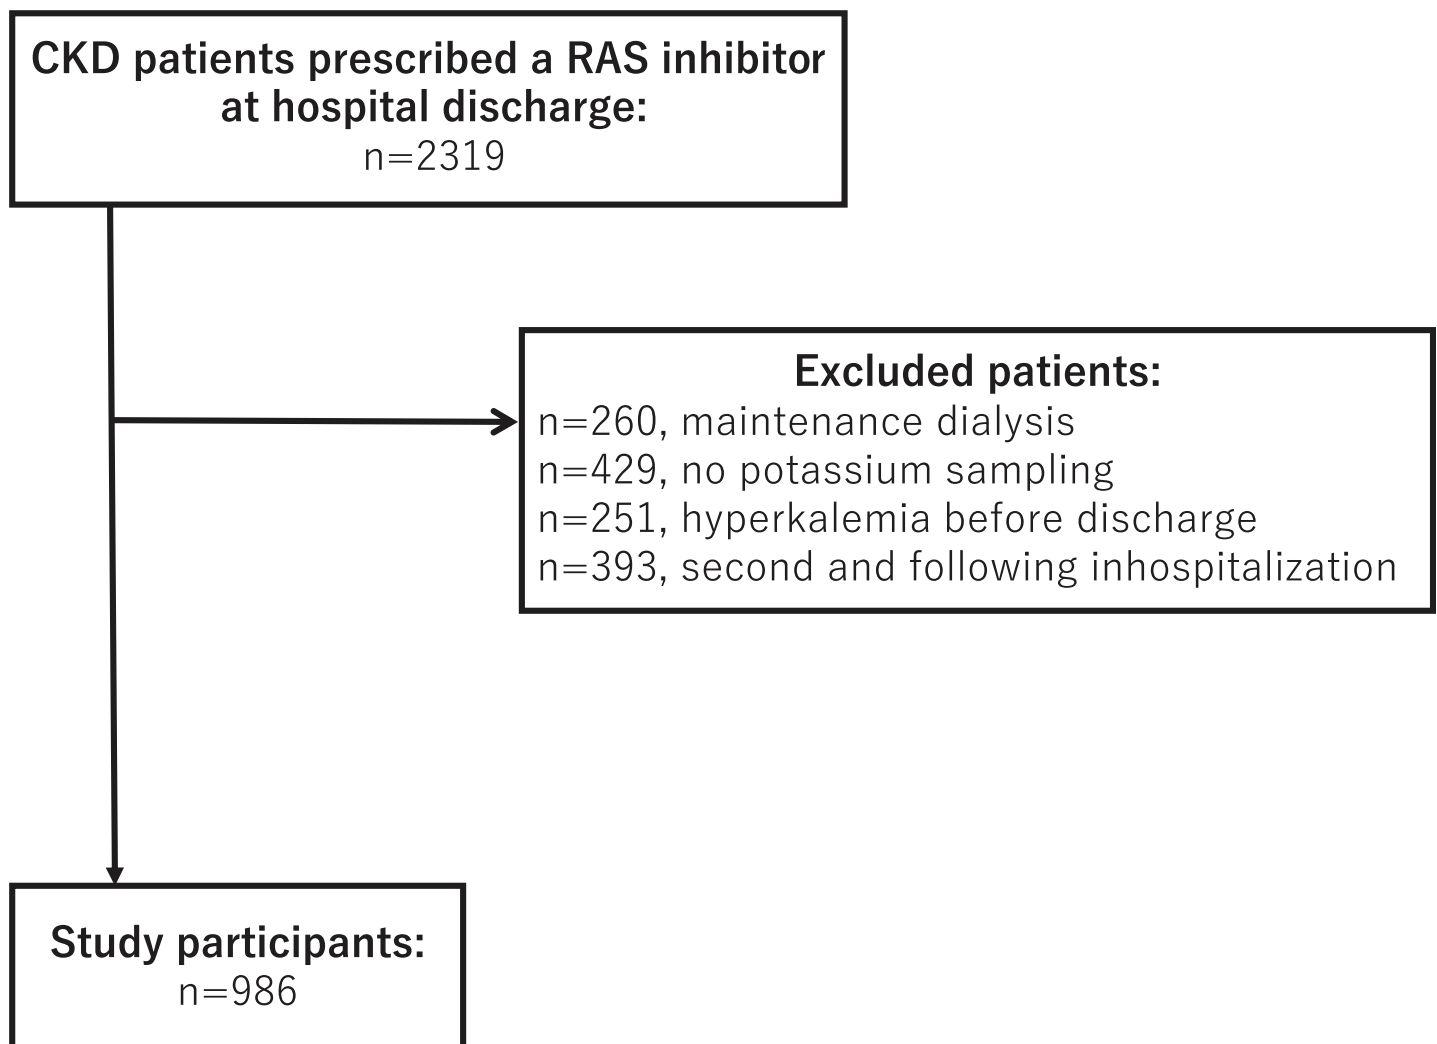 CKD patients prescribed a RAS inhibitor
at hospital discharge:
n=2319
Excluded patients:
n=260, maintenance dialysis
n=429, no potassium sampling
n=251, hyperkalemia before discharge
n=393, second and following inhospitalization
Study participants:
n=986